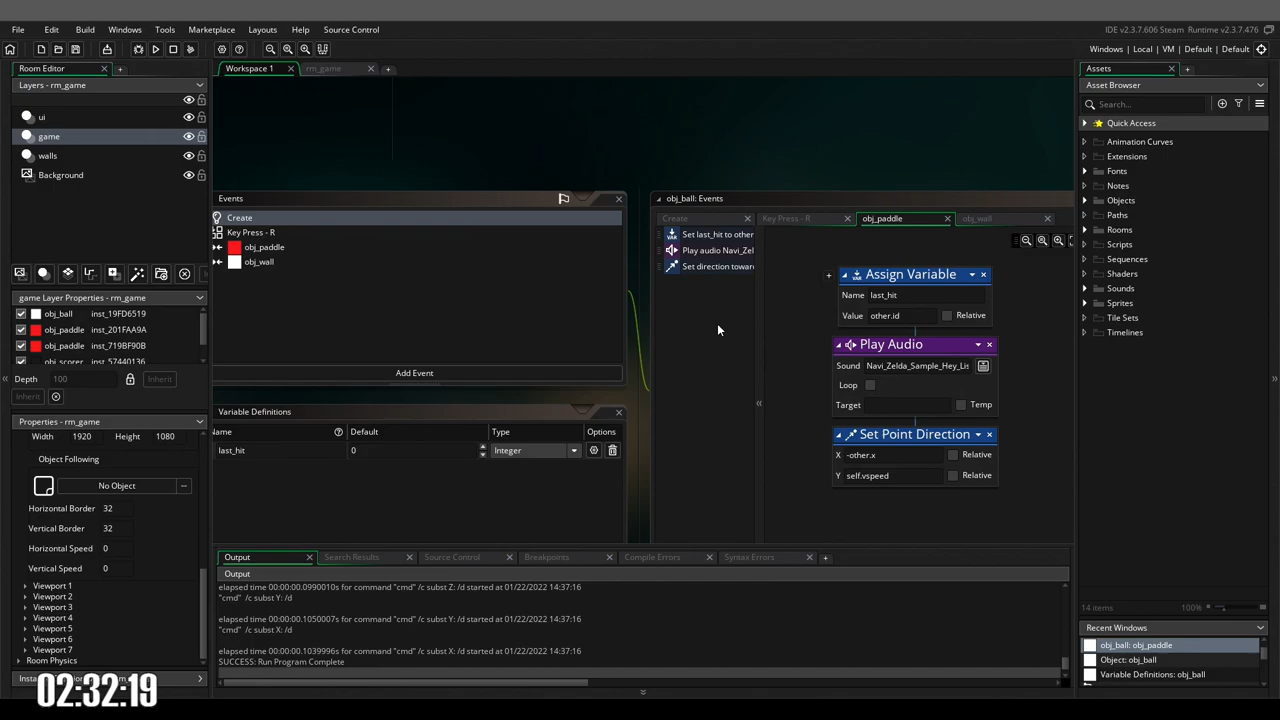 File Edit Build Windows Tools Marketplace Layouts Help Source Control
IDE v2.3.7.606 Steam Runtime v2.3.7.476
Windows | Local | VM | Default | Default
Room Editor
Workspace 1
rm_game
Assets
Layers - rm_game
ui
game
walls
Background
game Layer Properties - rm_game
obj_ball inst_19FD6519
obj_paddle inst_201FAA9A
obj_paddle inst_719BF90B
obj_scorer inst_57440136
Depth 100 Inherit
Inherit
Properties - rm_game
Width 1920 Height 1080
Object Following
No Object
Horizontal Border 32
Vertical Border 32
Horizontal Speed 0
Vertical Speed 0
Viewport 1
Viewport 2
Viewport 3
Viewport 4
Viewport 5
Viewport 6
Viewport 7
Room Physics
02:32:19
Events
Create
Key Press - R
obj_paddle
obj_wall
Add Event
Variable Definitions
Name Default Type Options
last_hit 0 Integer
obj_ball: Events
Create Key Press - R obj_paddle obj_wall
Set last_hit to other
Play audio Navi_Zel
Set direction towar
Assign Variable
Name last_hit
Value other.id Relative
Play Audio
Sound Navi_Zelda_Sample_Hey_Lis
Loop
Target Temp
Set Point Direction
X -other.x Relative
Y self.vspeed Relative
Output Search Results Source Control Breakpoints Compile Errors Syntax Errors
Output
elapsed time 00:00:00.0990010s for command "cmd" /c subst Z: /d started at 01/22/2022 14:37:16
"cmd" /c subst Y: /d
elapsed time 00:00:00.1050007s for command "cmd" /c subst Y: /d started at 01/22/2022 14:37:16
"cmd" /c subst X: /d
elapsed time 00:00:00.1039996s for command "cmd" /c subst X: /d started at 01/22/2022 14:37:16
SUCCESS: Run Program Complete
Asset Browser
Search...
Quick Access
Animation Curves
Extensions
Fonts
Notes
Objects
Paths
Rooms
Scripts
Sequences
Shaders
Sounds
Sprites
Tile Sets
Timelines
14 items 100%
Recent Windows
obj_ball: obj_paddle
Object: obj_ball
Variable Definitions: obj_ball